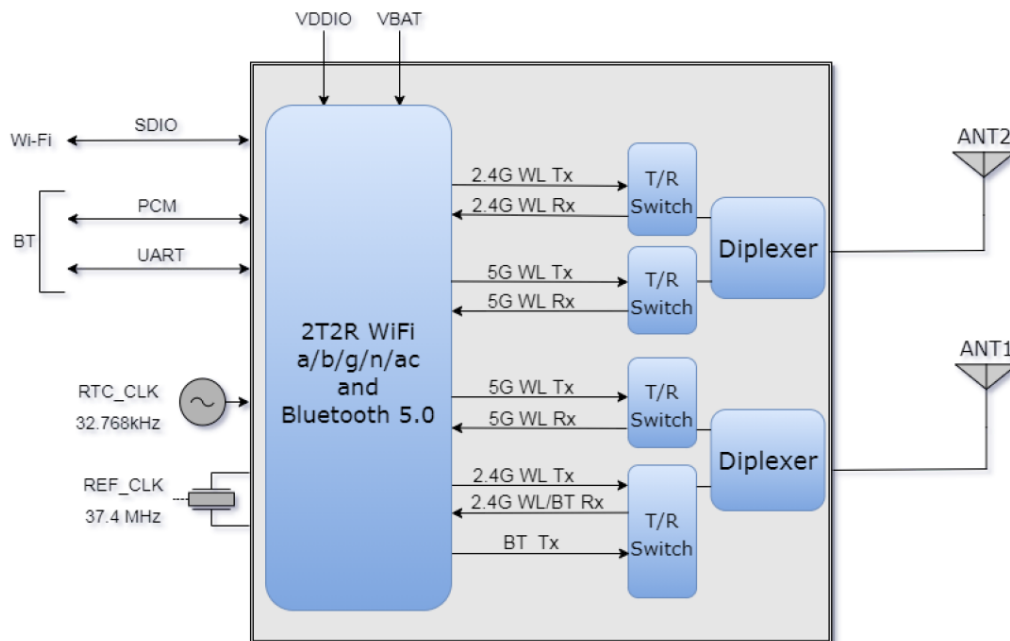 VDDIO
VBAT
Wi-Fi
SDIO
BT
PCM
UART
RTC_CLK
32.768kHz
REF_CLK
37.4 MHz
2T2R WiFi
a/b/g/n/ac
and
Bluetooth 5.0
2.4G WL Tx
2.4G WL Rx
T/R
Switch
5G WL Tx
5G WL Rx
T/R
Switch
Diplexer
ANT2
5G WL Tx
5G WL Rx
T/R
Switch
2.4G WL Tx
2.4G WL/BT Rx
BT Tx
T/R
Switch
Diplexer
ANT1